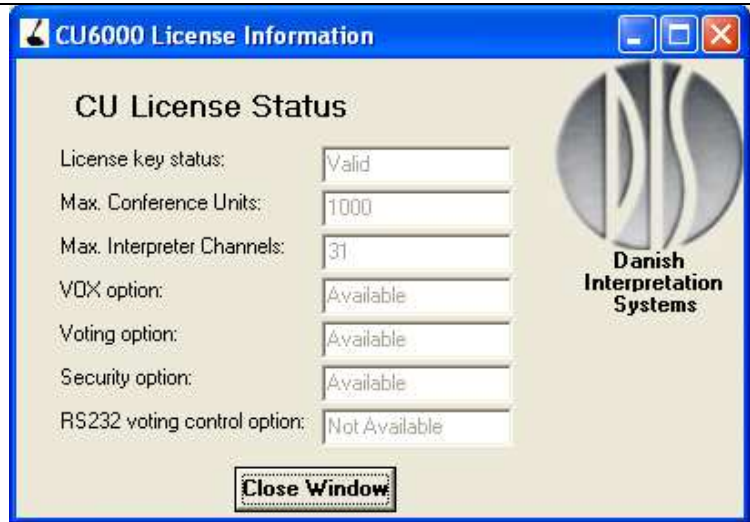 CU6000 License Information
CU License Status
License key status: Valid
Max. Conference Units: 1000
Max. Interpreter Channels: 31
VOX option: Available
Voting option: Available
Security option: Available
RS232 voting control option: Not Available
Close Window
DIS
Danish
Interpretation
Systems